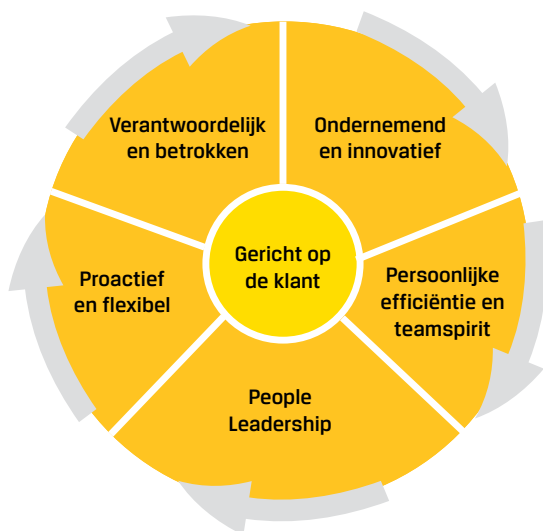 Verantwoordelijk
en betrokken
Ondernemend
en innovatief
Gericht op
de klant
Proactief
en flexibel
Persoonlijke
efficiëntie en
teamspirit
People
Leadership